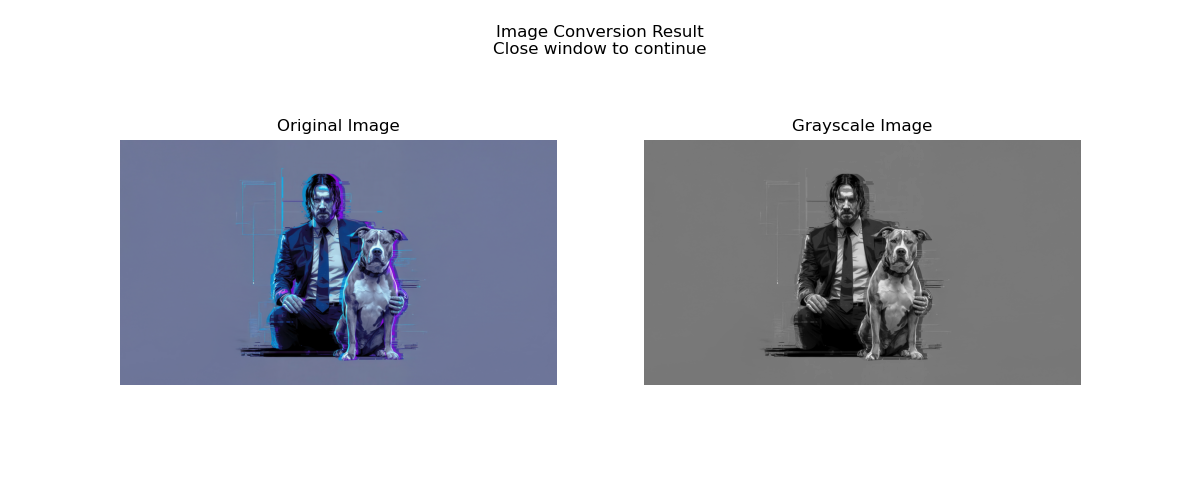 Image Conversion Result
Close window to continue
Original Image
Grayscale Image